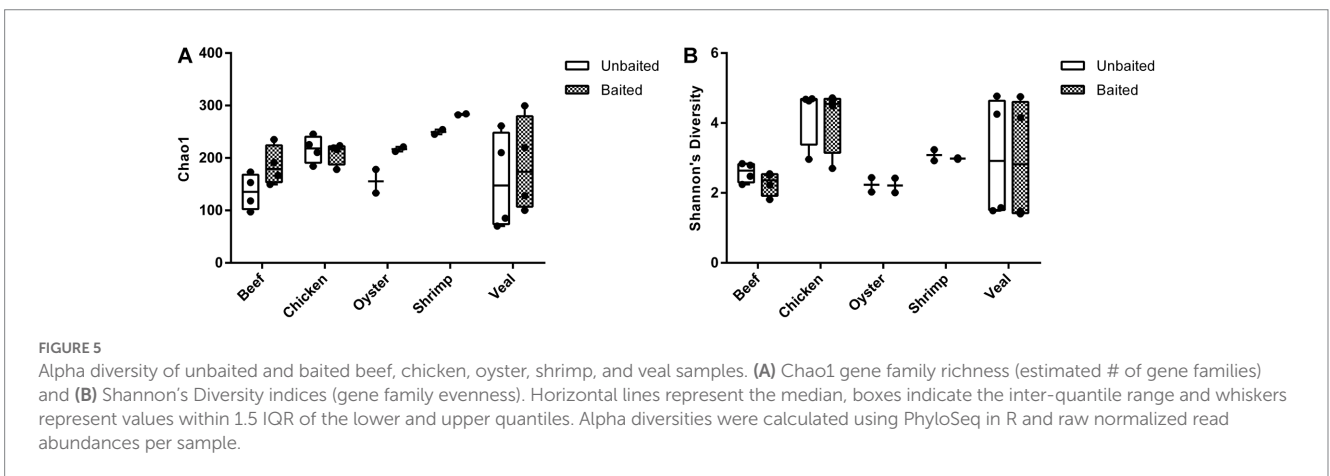 A
400
300
200
100
0
Chao1
Beef
Chicken
Oyster
Shrimp
Veal
Unbaited
Baited
B
6
4
2
0
Shannon's Diversity
Beef
Chicken
Oyster
Shrimp
Veal
Unbaited
Baited
FIGURE 5
Alpha diversity of unbaited and baited beef, chicken, oyster, shrimp, and veal samples. (A) Chao1 gene family richness (estimated # of gene families)
and (B) Shannon's Diversity indices (gene family evenness). Horizontal lines represent the median, boxes indicate the inter-quantile range and whiskers
represent values within 1.5 IQR of the lower and upper quantiles. Alpha diversities were calculated using PhyloSeq in R and raw normalized read
abundances per sample.